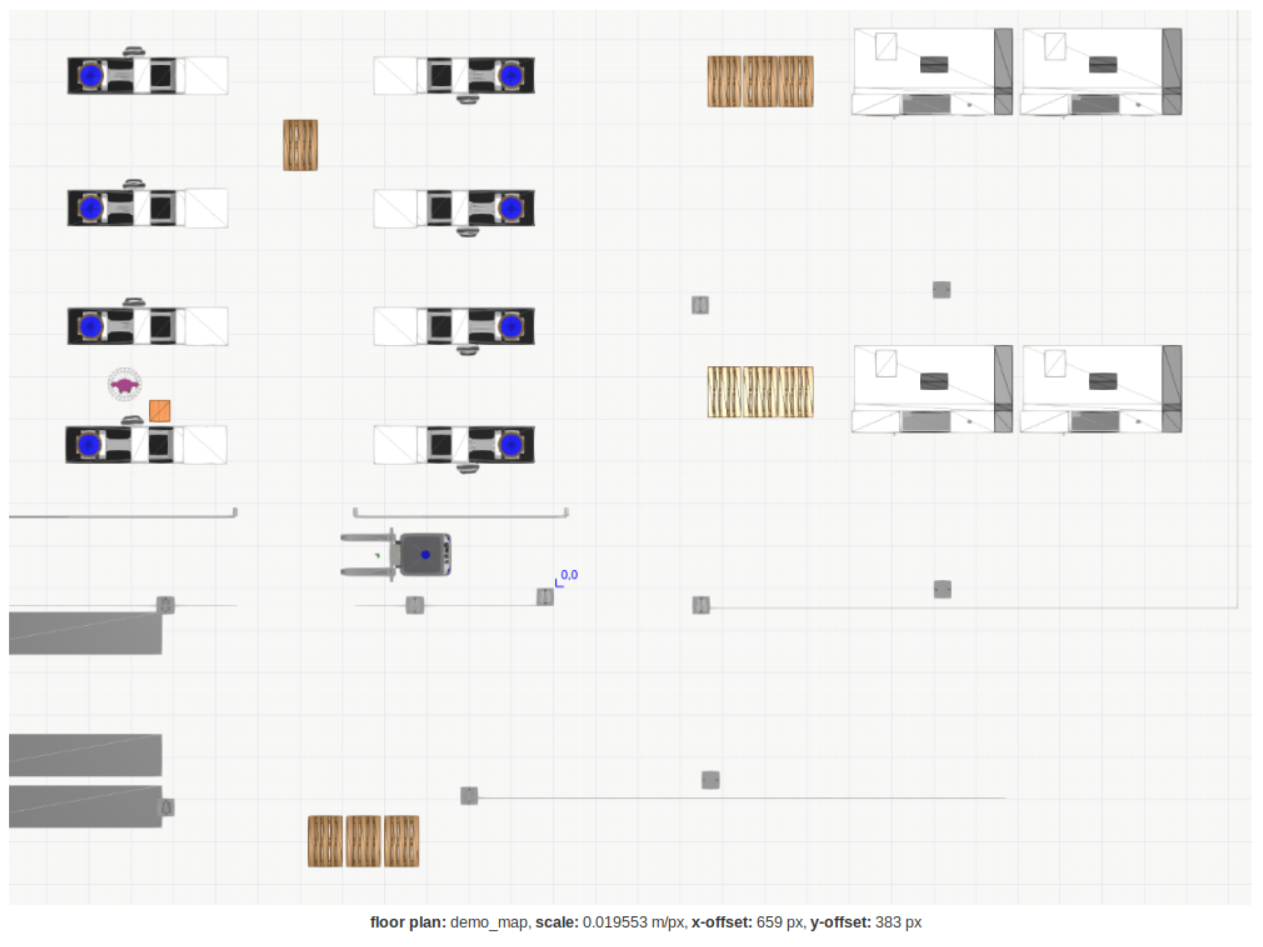 0,0
floor plan: demo_map, scale: 0.019553 m/px, x-offset: 659 px, y-offset: 383 px